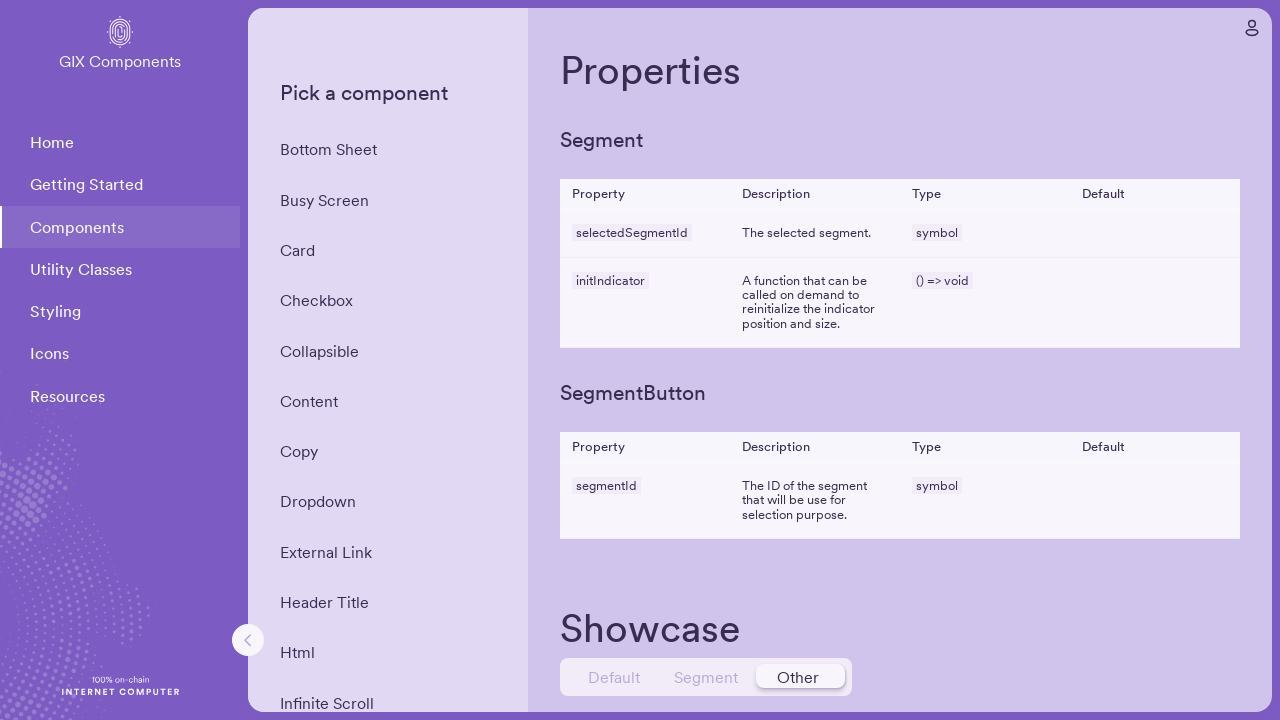 GIX Components
Home
Getting Started
Components
Utility Classes
Styling
Icons
Resources
100% on-chain
INTERNET COMPUTER
Pick a component
Bottom Sheet
Busy Screen
Card
Checkbox
Collapsible
Content
Copy
Dropdown
External Link
Header Title
Html
Infinite Scroll
Properties
Segment
Property Description Type Default
selectedSegmentId The selected segment. symbol
initIndicator A function that can be () => void
called on demand to
reinitialize the indicator
position and size.
SegmentButton
Property Description Type Default
segmentId The ID of the segment symbol
that will be use for
selection purpose.
Showcase
Default Segment Other